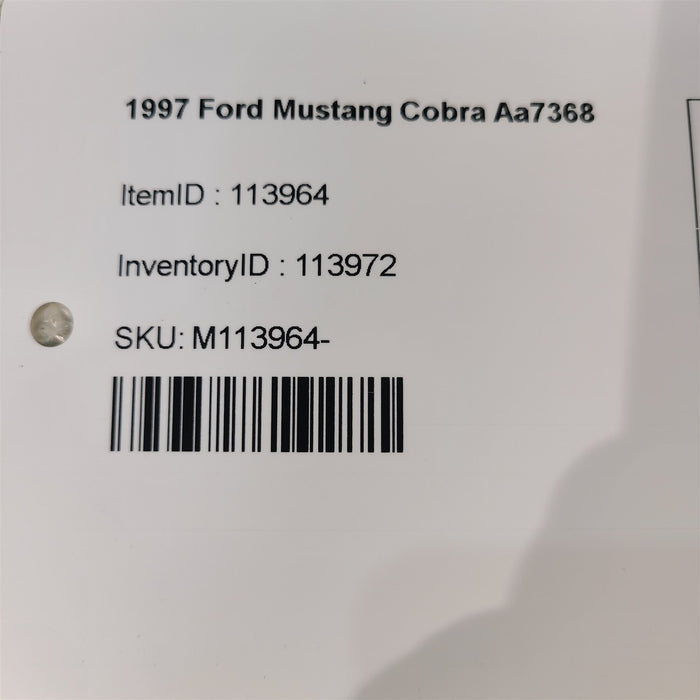 1997 Ford Mustang Cobra Aa7368
ItemID : 113964
InventoryID : 113972
SKU: M113964-